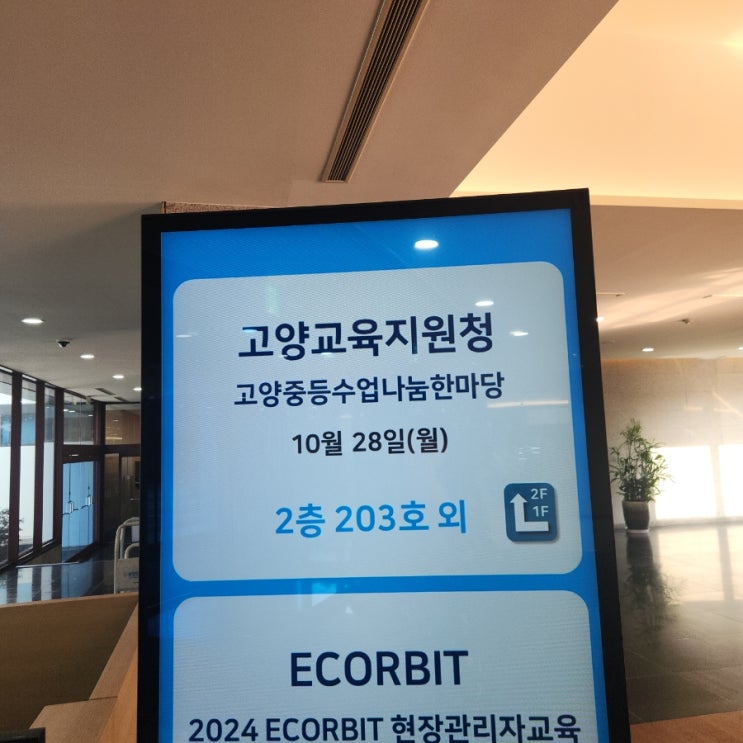 고양교육지원청
고양중등수업나눔한마당
10월 28일(월)
2층 203호 외
2F
1F
ECORBIT
2024 ECORBIT 현장관리자교육